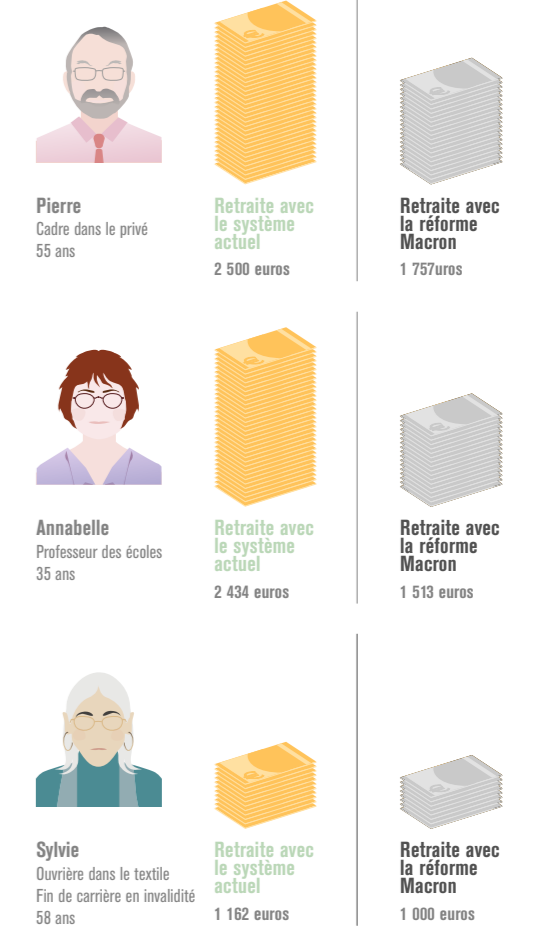 Pierre
Cadre dans le privé
55 ans
Retraite avec
le système
actuel
2 500 euros
Retraite avec
la réforme
Macron
1 757uros
Annabelle
Professeur des écoles
35 ans
Retraite avec
le système
actuel
2 434 euros
Retraite avec
la réforme
Macron
1 513 euros
Sylvie
Ouvrière dans le textile
Fin de carrière en invalidité
58 ans
Retraite avec
le système
actuel
1 162 euros
Retraite avec
la réforme
Macron
1 000 euros